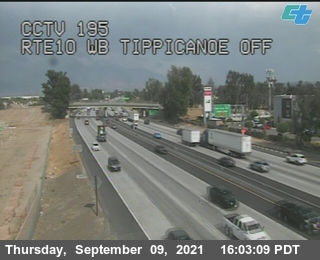 CCTV 195
RTE10 WB TIPPICANOE OFF
Thursday, September 09, 2021 16:03:09 PDT